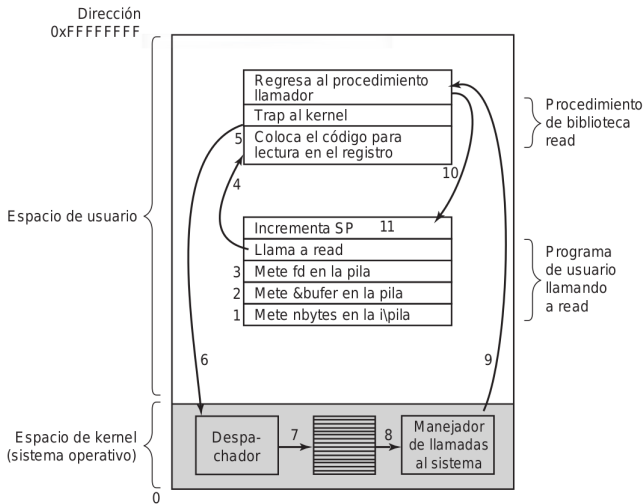 Dirección
0xFFFFFFFF
Regresa al procedimiento
llamador
Trap al kernel
5 Coloca el código para
lectura en el registro
4
10
Procedimiento
de biblioteca
read
Espacio de usuario
Incrementa SP 11
Llama a read
3 Mete fd en la pila
2 Mete &bufer en la pila
1 Mete nbytes en la i\pila
Programa
de usuario
llamando
a read
6
9
Espacio de kernel
(sistema operativo)
Despa-
chador
7
8
Manejador
de llamadas
al sistema
0